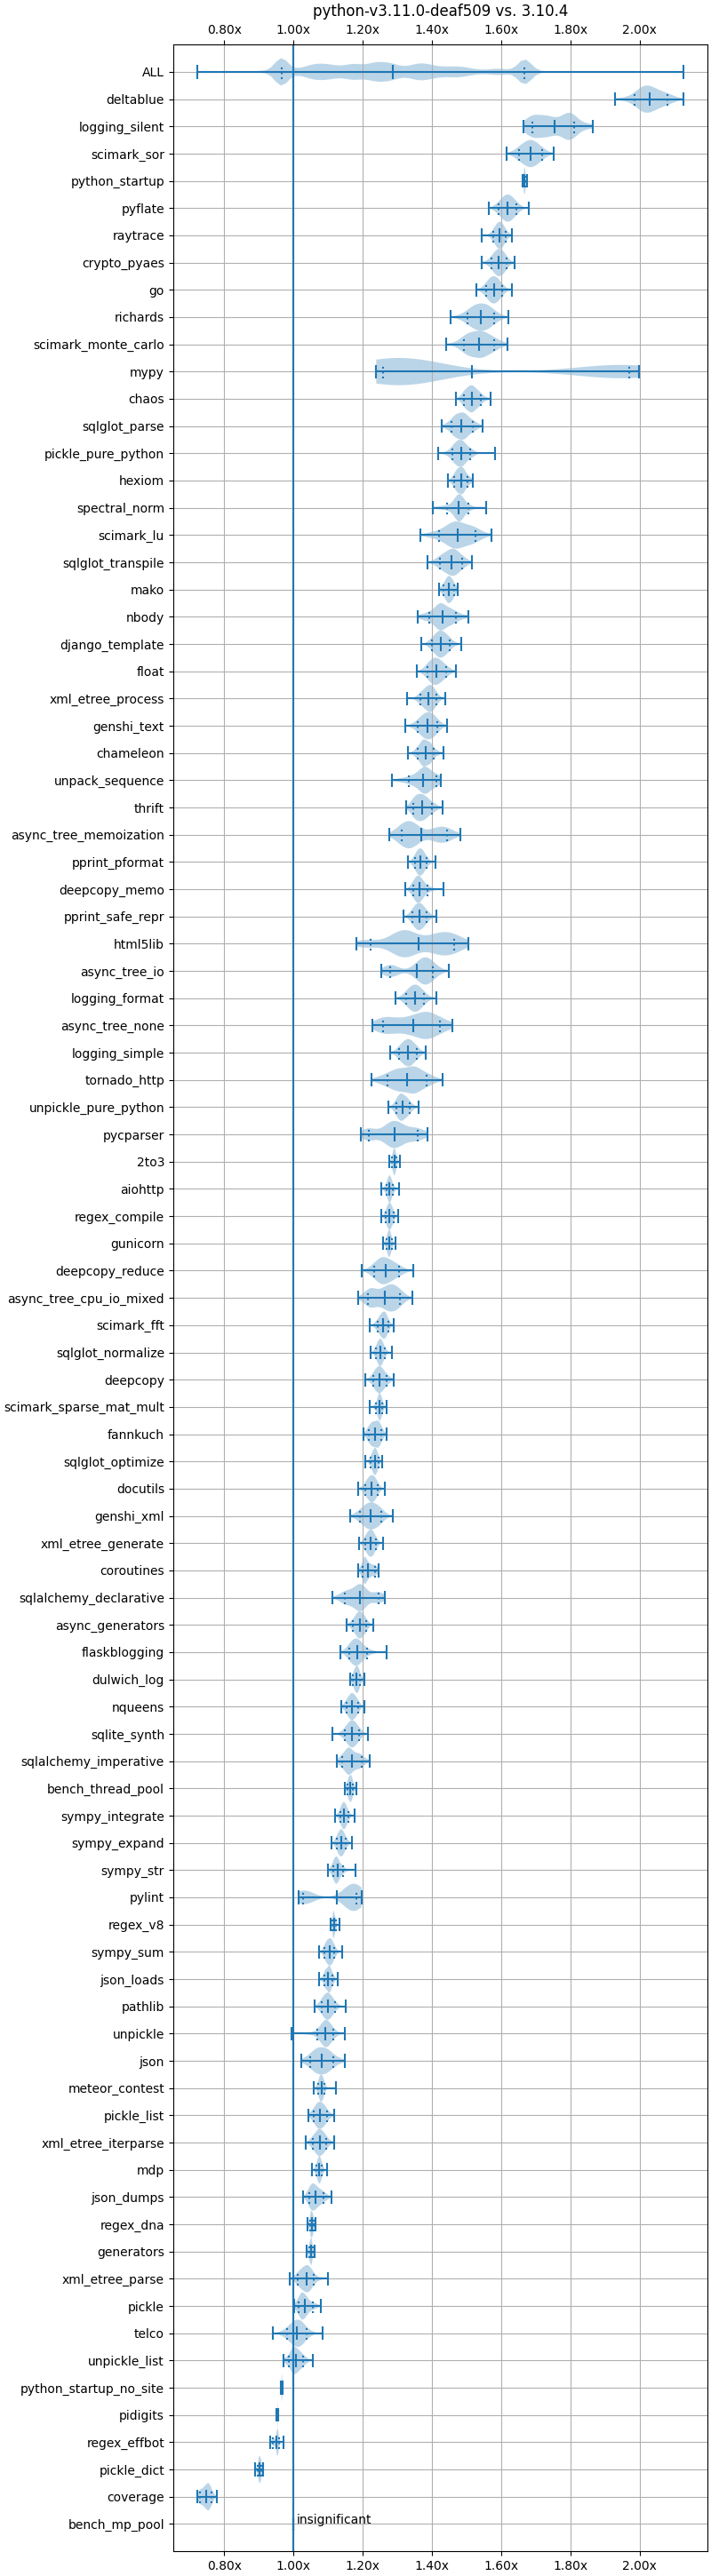 python-v3.11.0-deaf509 vs. 3.10.4
0.80x 1.00x 1.20x 1.40x 1.60x 1.80x 2.00x
ALL
deltablue
logging_silent
scimark_sor
python_startup
pyflate
raytrace
crypto_pyaes
go
richards
scimark_monte_carlo
mypy
chaos
sqlglot_parse
pickle_pure_python
hexiom
spectral_norm
scimark_lu
sqlglot_transpile
mako
nbody
django_template
float
xml_etree_process
genshi_text
chameleon
unpack_sequence
thrift
async_tree_memoization
pprint_pformat
deepcopy_memo
pprint_safe_repr
html5lib
async_tree_io
logging_format
async_tree_none
logging_simple
tornado_http
unpickle_pure_python
pycparser
2to3
aiohttp
regex_compile
gunicorn
deepcopy_reduce
async_tree_cpu_io_mixed
scimark_fft
sqlglot_normalize
deepcopy
scimark_sparse_mat_mult
fannkuch
sqlglot_optimize
docutils
genshi_xml
xml_etree_generate
coroutines
sqlalchemy_declarative
async_generators
flaskblogging
dulwich_log
nqueens
sqlite_synth
sqlalchemy_imperative
bench_thread_pool
sympy_integrate
sympy_expand
sympy_str
pylint
regex_v8
sympy_sum
json_loads
pathlib
unpickle
json
meteor_contest
pickle_list
xml_etree_iterparse
mdp
json_dumps
regex_dna
generators
xml_etree_parse
pickle
telco
unpickle_list
python_startup_no_site
pidigits
regex_effbot
pickle_dict
coverage
bench_mp_pool insignificant
0.80x 1.00x 1.20x 1.40x 1.60x 1.80x 2.00x